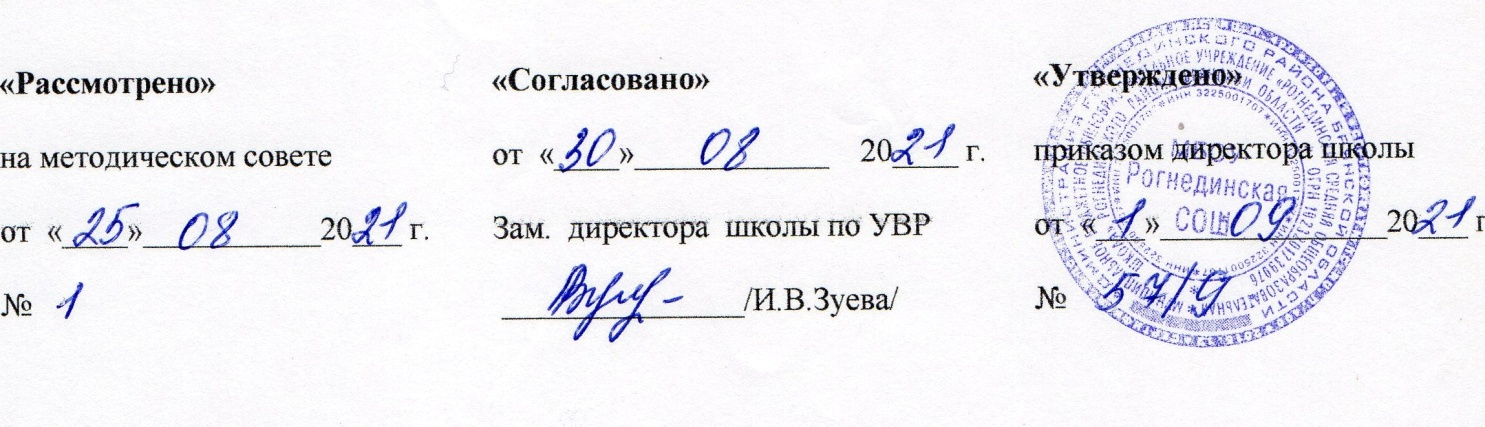 «Рассмотрено»
на методическом совете
от «25» 08 2021 г.
№ 1
«Согласовано»
от «30» 08 2021 г.
Зам. директора школы по УВР
/И.В.Зуева/
«Утверждено»
приказом директора школы
от «1» 09 2021 г
№ 57/9
Рогнединская
СОШ